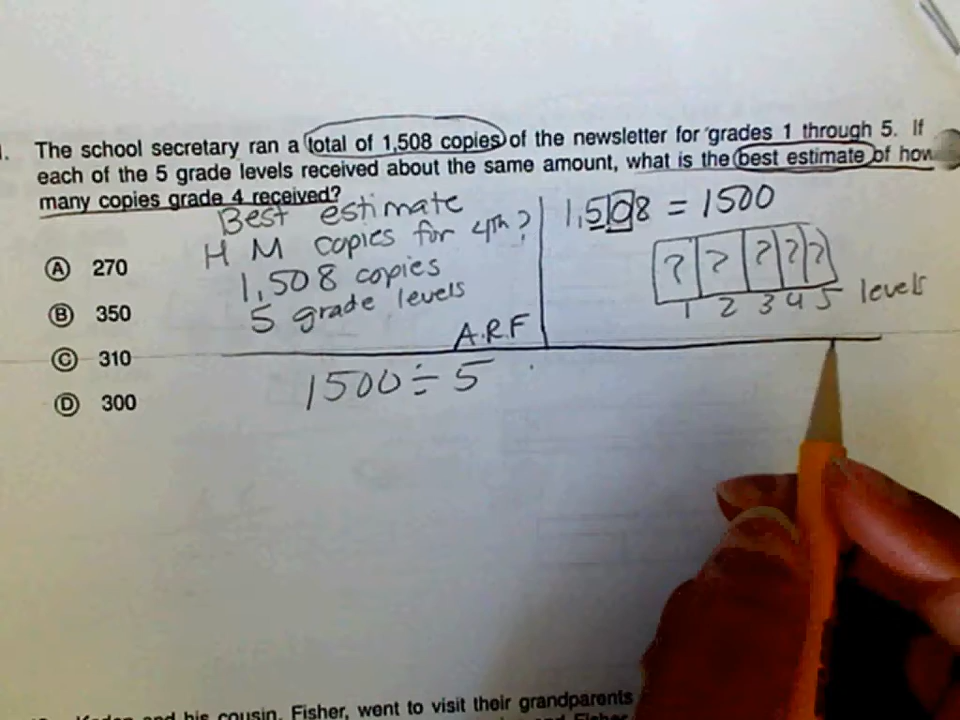 The school secretary ran a total of 1,508 copies of the newsletter for grades 1 through 5. If
each of the 5 grade levels received about the same amount, what is the best estimate of how
many copies grade 4 received?
A 270
B 350
C 310
D 300
Best estimate
H M copies for 4th?
1,508 copies
5 grade levels
A.R.F
1,508 = 1500
? ? ? ? ?
1 2 3 4 5 levels
1500 ÷ 5
and his cousin, Fisher, went to visit their grandparents